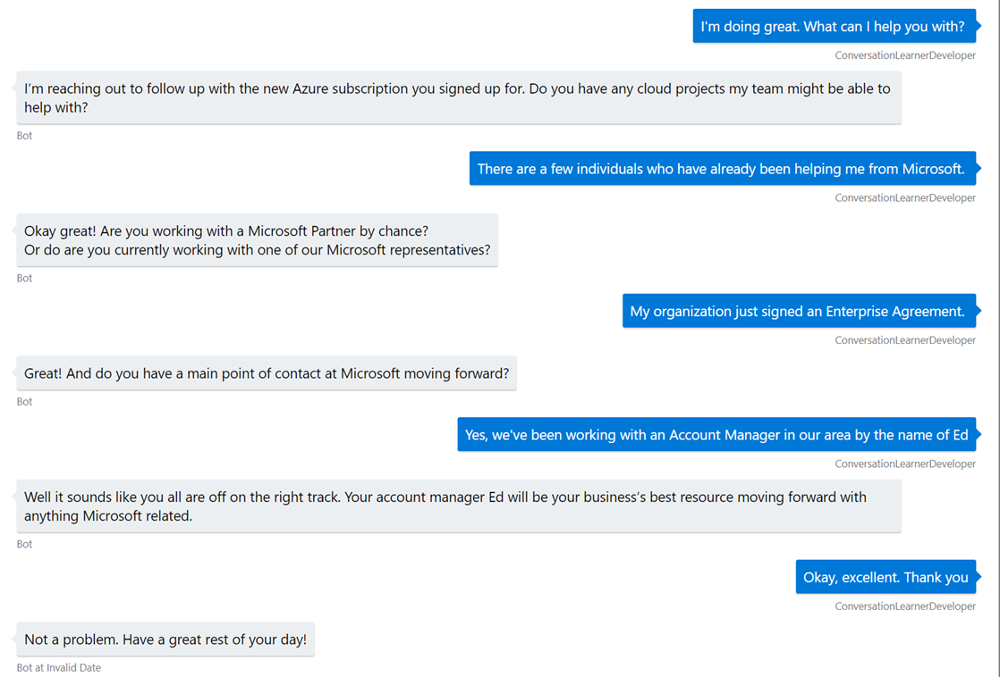 I'm doing great. What can I help you with?
ConversationLearnerDeveloper
I’m reaching out to follow up with the new Azure subscription you signed up for. Do you have any cloud projects my team might be able to
help with?
Bot
There are a few individuals who have already been helping me from Microsoft.
ConversationLearnerDeveloper
Okay great! Are you working with a Microsoft Partner by chance?
Or do are you currently working with one of our Microsoft representatives?
Bot
My organization just signed an Enterprise Agreement.
ConversationLearnerDeveloper
Great! And do you have a main point of contact at Microsoft moving forward?
Bot
Yes, we've been working with an Account Manager in our area by the name of Ed
ConversationLearnerDeveloper
Well it sounds like you all are off on the right track. Your account manager Ed will be your business’s best resource moving forward with
anything Microsoft related.
Bot
Okay, excellent. Thank you
ConversationLearnerDeveloper
Not a problem. Have a great rest of your day!
Bot at Invalid Date